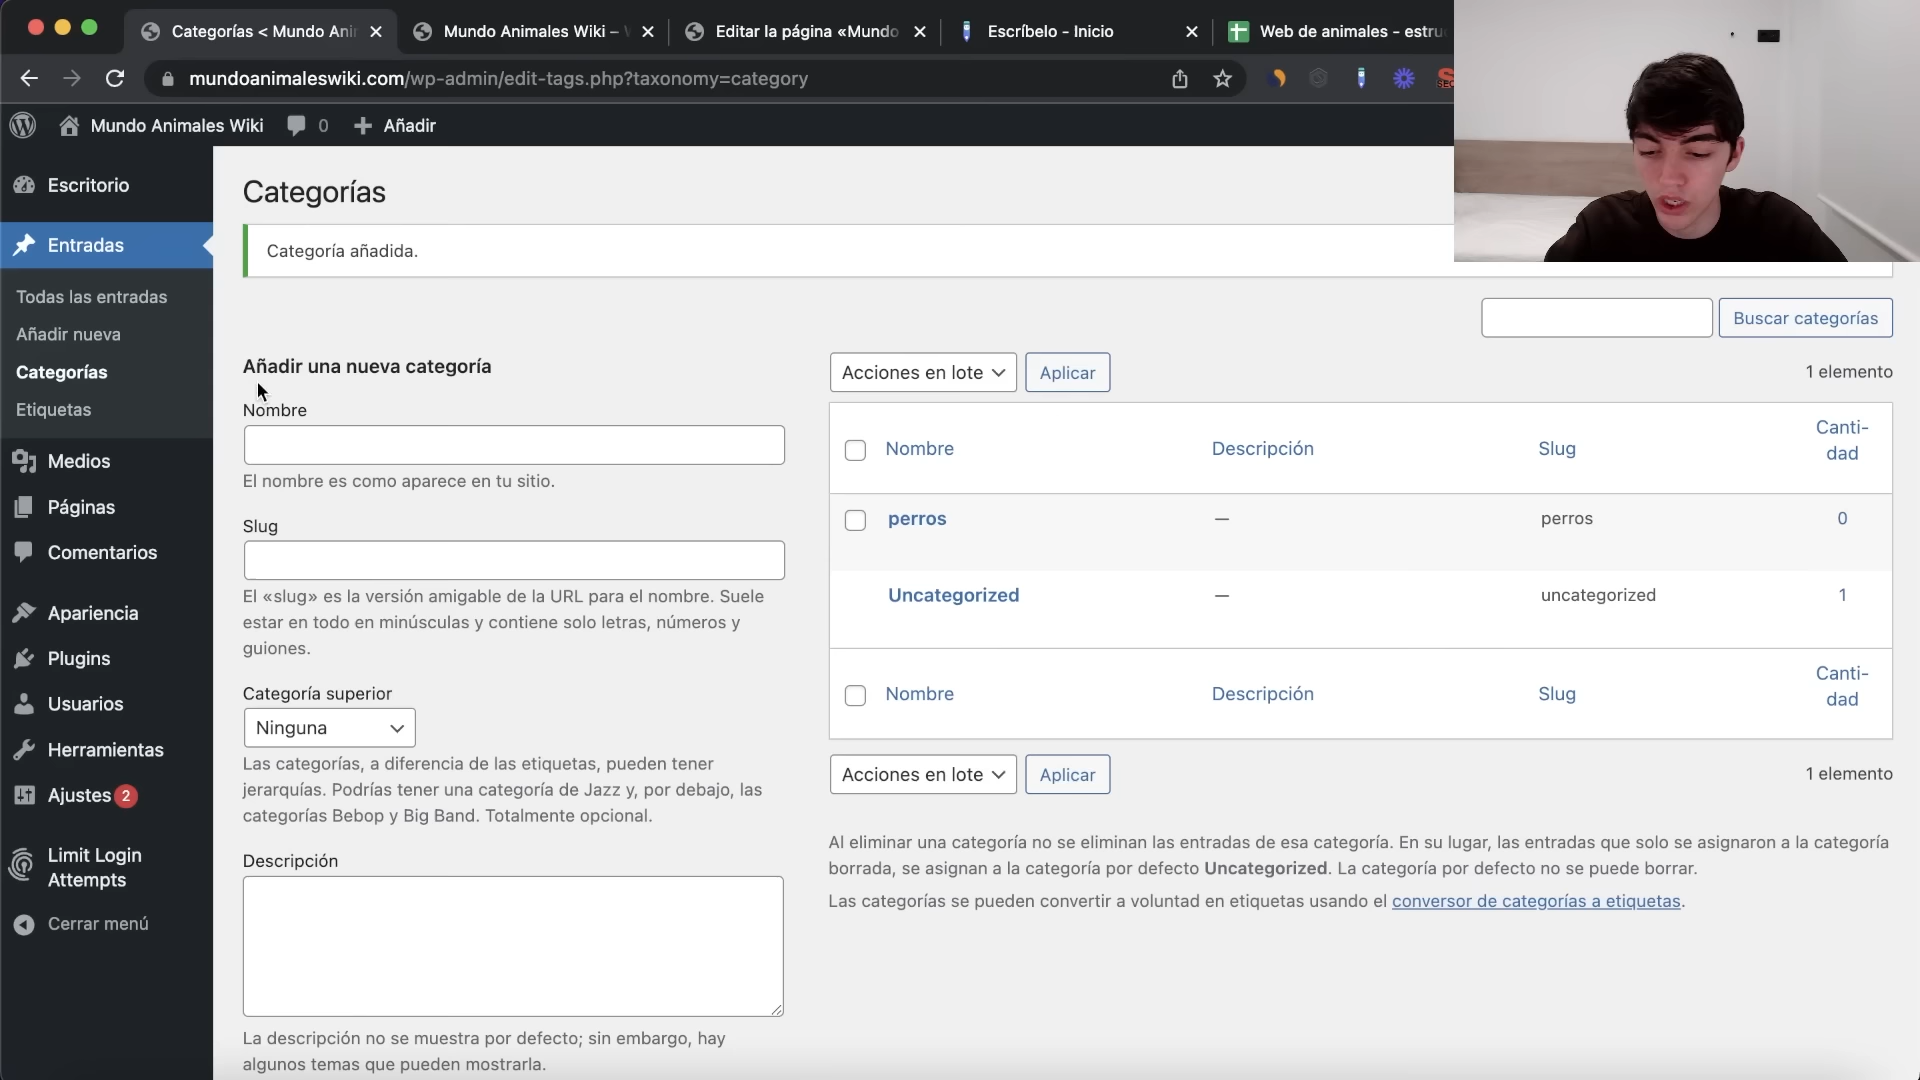 Categorías < Mundo Ani
Mundo Animales Wiki –
Editar la página «Mundo
Escríbelo - Inicio
Web de animales - estru
mundoanimaleswiki.com/wp-admin/edit-tags.php?taxonomy=category
Mundo Animales Wiki
0
Añadir
Escritorio
Entradas
Todas las entradas
Añadir nueva
Categorías
Etiquetas
Medios
Páginas
Comentarios
Apariencia
Plugins
Usuarios
Herramientas
Ajustes 2
Limit Login
Attempts
Cerrar menú
Categorías
Categoría añadida.
Buscar categorías
Añadir una nueva categoría
Nombre
El nombre es como aparece en tu sitio.
Slug
El «slug» es la versión amigable de la URL para el nombre. Suele
estar en todo en minúsculas y contiene solo letras, números y
guiones.
Categoría superior
Ninguna
Las categorías, a diferencia de las etiquetas, pueden tener
jerarquías. Podrías tener una categoría de Jazz y, por debajo, las
categorías Bebop y Big Band. Totalmente opcional.
Descripción
La descripción no se muestra por defecto; sin embargo, hay
algunos temas que pueden mostrarla.
Acciones en lote Aplicar 1 elemento
Nombre Descripción Slug Canti-
dad
perros — perros 0
Uncategorized — uncategorized 1
Nombre Descripción Slug Canti-
dad
Acciones en lote Aplicar 1 elemento
Al eliminar una categoría no se eliminan las entradas de esa categoría. En su lugar, las entradas que solo se asignaron a la categoría
borrada, se asignan a la categoría por defecto Uncategorized. La categoría por defecto no se puede borrar.
Las categorías se pueden convertir a voluntad en etiquetas usando el conversor de categorías a etiquetas.